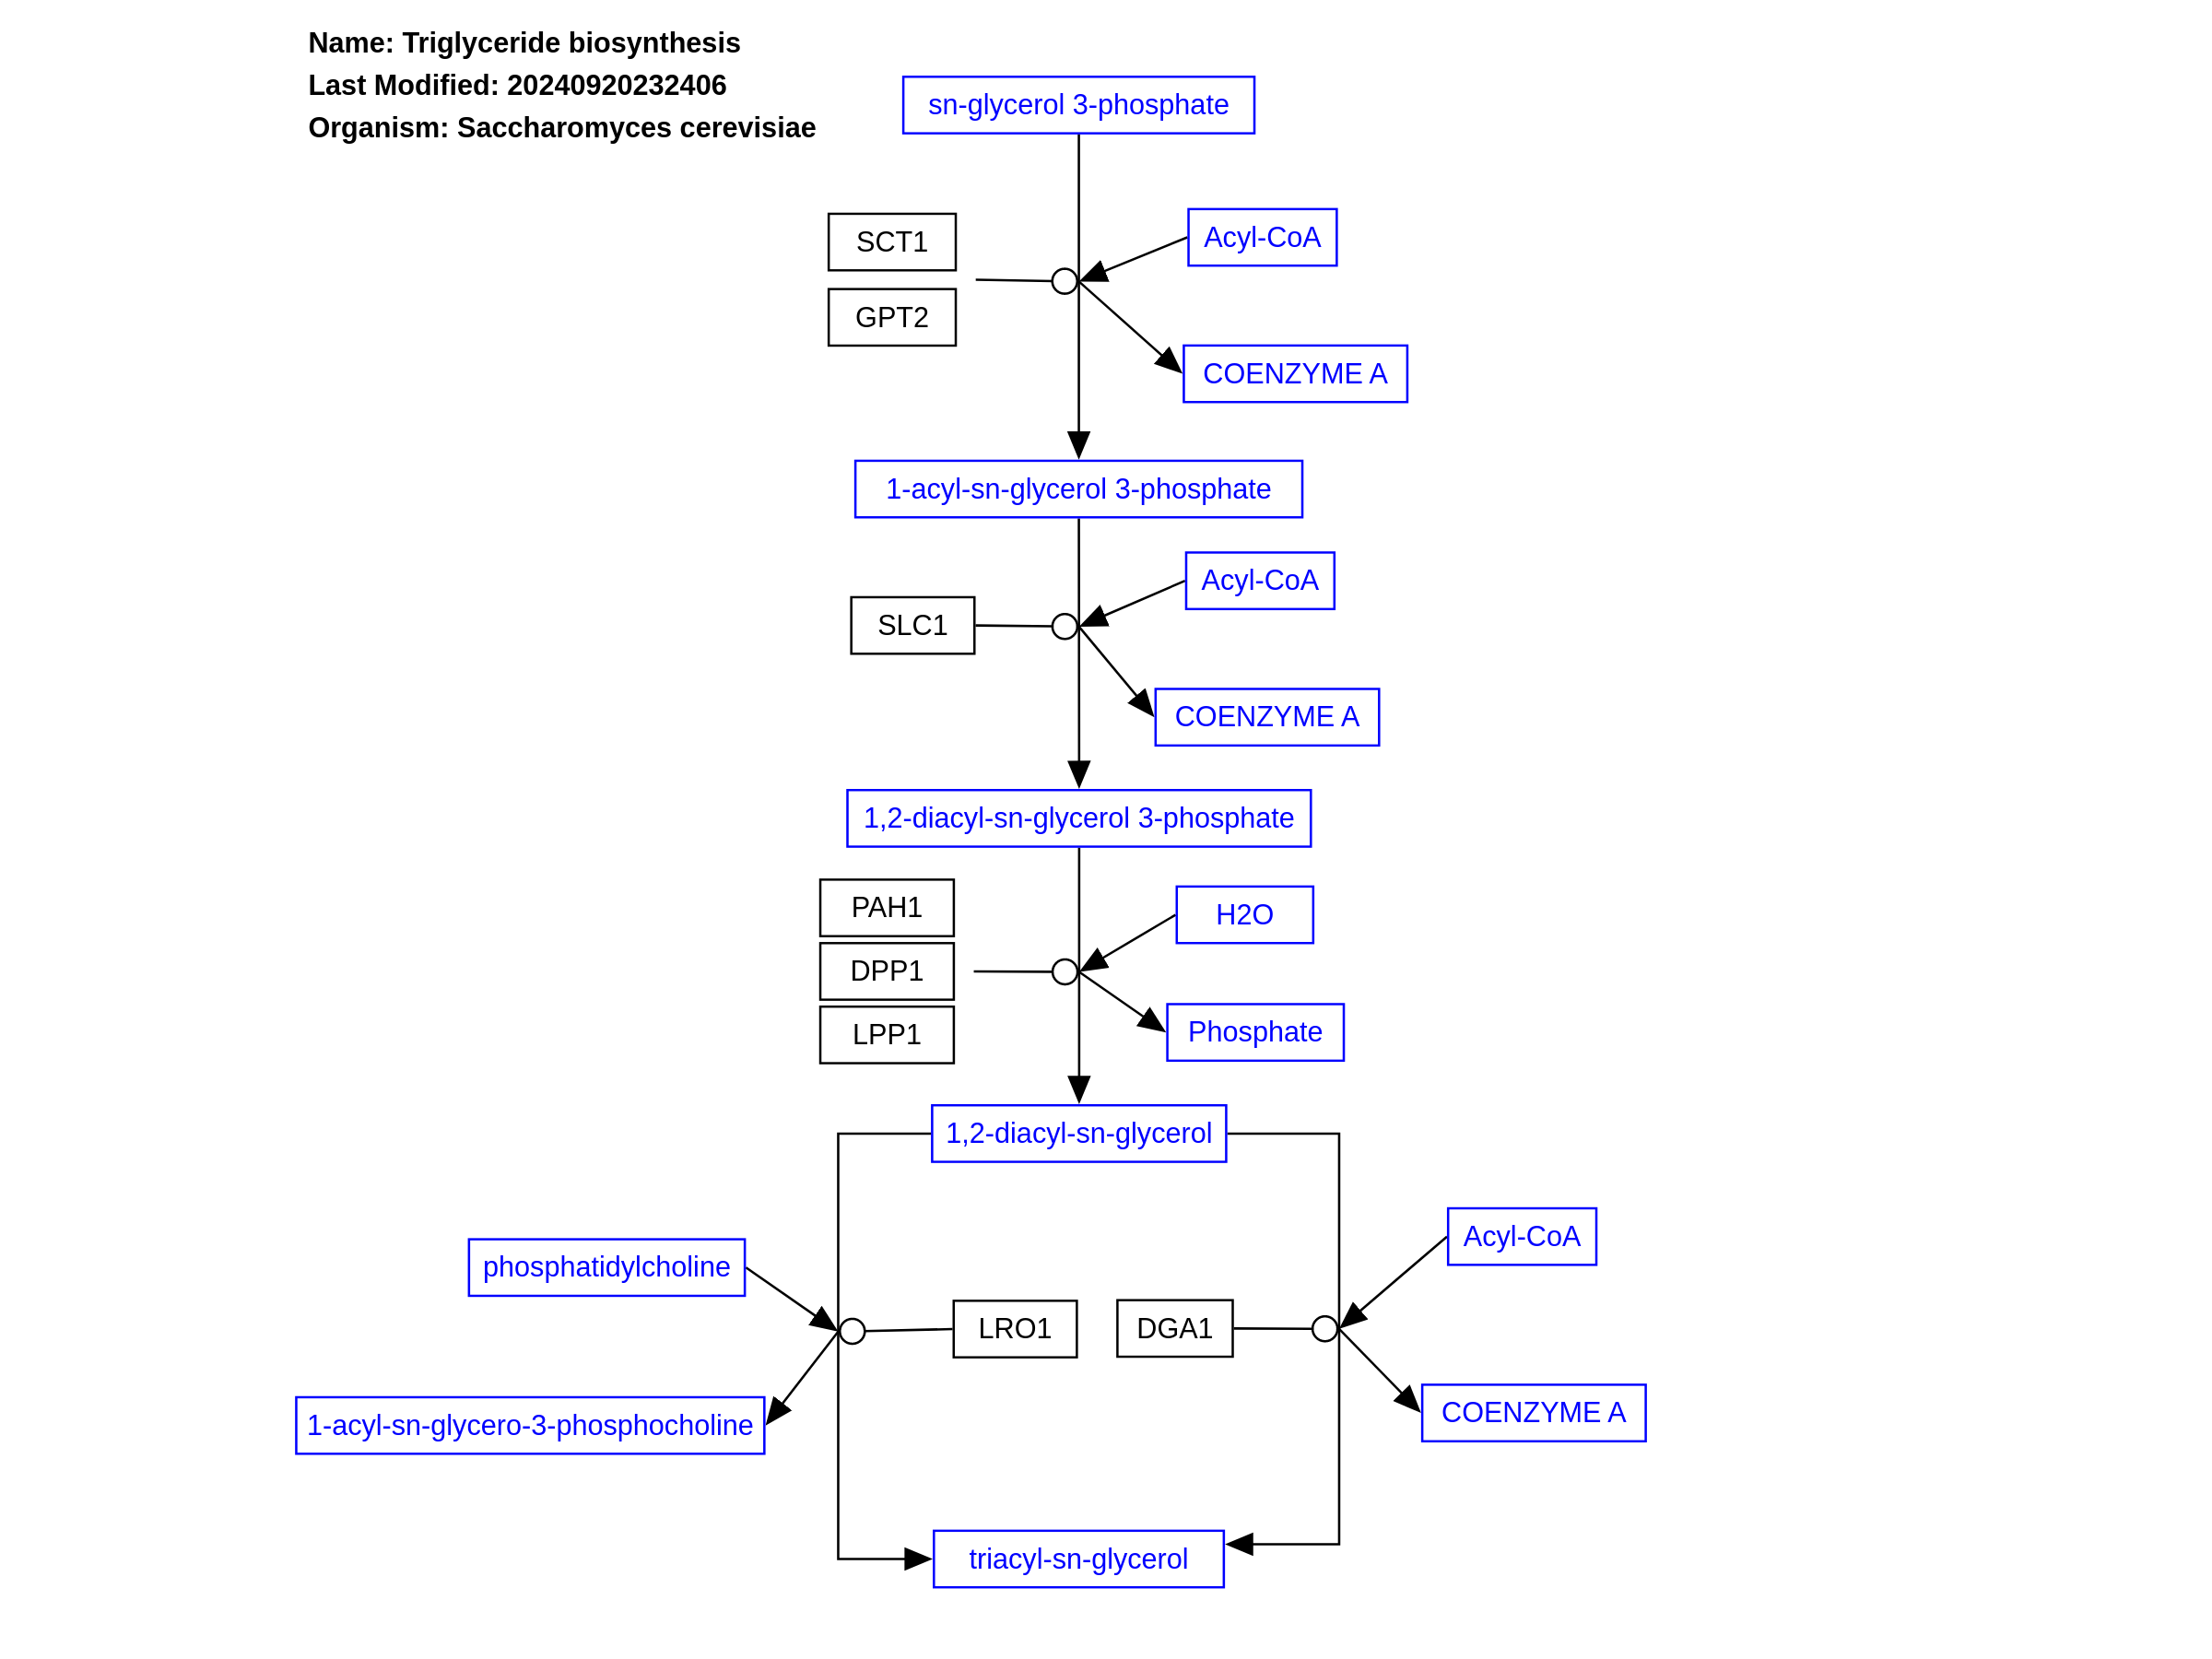 Name: Triglyceride biosynthesis
Last Modified: 20240920232406
Organism: Saccharomyces cerevisiae
sn-glycerol 3-phosphate
SCT1
Acyl-CoA
GPT2
COENZYME A
1-acyl-sn-glycerol 3-phosphate
Acyl-CoA
SLC1
COENZYME A
1,2-diacyl-sn-glycerol 3-phosphate
PAH1
H2O
DPP1
Phosphate
LPP1
1,2-diacyl-sn-glycerol
Acyl-CoA
phosphatidylcholine
LRO1
DGA1
COENZYME A
1-acyl-sn-glycero-3-phosphocholine
triacyl-sn-glycerol